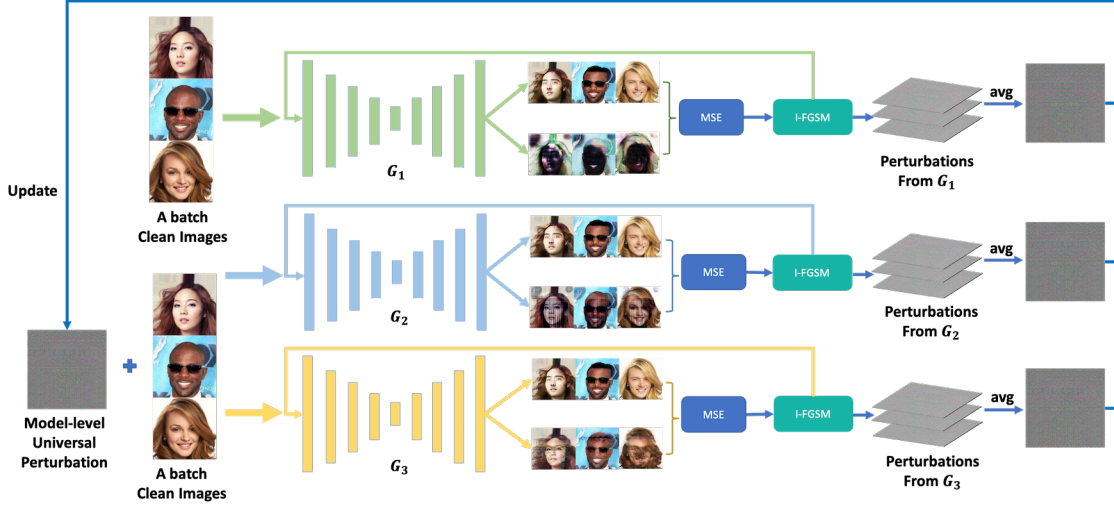 Update
A batch
Clean Images
G₁
MSE
I-FGSM
avg
Perturbations
From G₁
G₂
MSE
I-FGSM
avg
Perturbations
From G₂
Model-level
Universal
Perturbation
A batch
Clean Images
G₃
MSE
I-FGSM
avg
Perturbations
From G₃